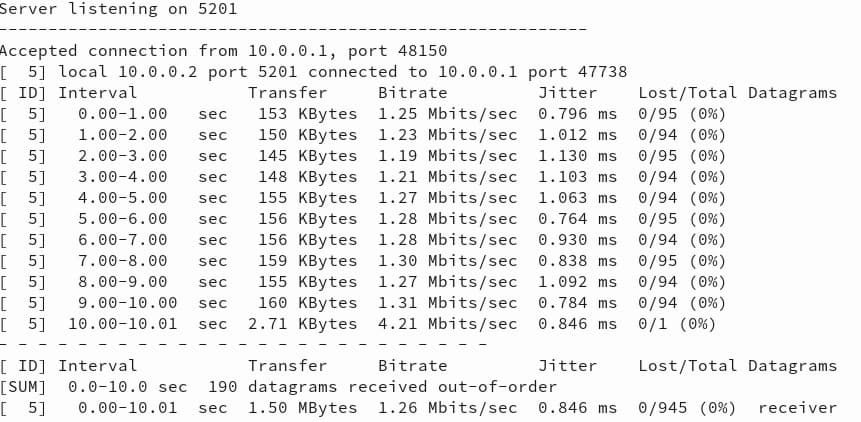 Server listening on 5201
-----------------------------------------------------------
Accepted connection from 10.0.0.1, port 48150
[  5] local 10.0.0.2 port 5201 connected to 10.0.0.1 port 47738
[ ID] Interval           Transfer     Bitrate         Jitter    Lost/Total Datagrams
[  5]   0.00-1.00   sec   153 KBytes  1.25 Mbits/sec  0.796 ms  0/95 (0%)
[  5]   1.00-2.00   sec   150 KBytes  1.23 Mbits/sec  1.012 ms  0/94 (0%)
[  5]   2.00-3.00   sec   145 KBytes  1.19 Mbits/sec  1.130 ms  0/95 (0%)
[  5]   3.00-4.00   sec   148 KBytes  1.21 Mbits/sec  1.103 ms  0/94 (0%)
[  5]   4.00-5.00   sec   155 KBytes  1.27 Mbits/sec  1.063 ms  0/94 (0%)
[  5]   5.00-6.00   sec   156 KBytes  1.28 Mbits/sec  0.764 ms  0/95 (0%)
[  5]   6.00-7.00   sec   156 KBytes  1.28 Mbits/sec  0.930 ms  0/94 (0%)
[  5]   7.00-8.00   sec   159 KBytes  1.30 Mbits/sec  0.838 ms  0/95 (0%)
[  5]   8.00-9.00   sec   155 KBytes  1.27 Mbits/sec  1.092 ms  0/94 (0%)
[  5]   9.00-10.00  sec   160 KBytes  1.31 Mbits/sec  0.784 ms  0/94 (0%)
[  5]  10.00-10.01  sec  2.71 KBytes  4.21 Mbits/sec  0.846 ms  0/1 (0%)
- - - - - - - - - - - - - - - - - - - - - - - - -
[ ID] Interval           Transfer     Bitrate         Jitter    Lost/Total Datagrams
[SUM]  0.0-10.0 sec  190 datagrams received out-of-order
[  5]   0.00-10.01  sec  1.50 MBytes  1.26 Mbits/sec  0.846 ms  0/945 (0%)  receiver